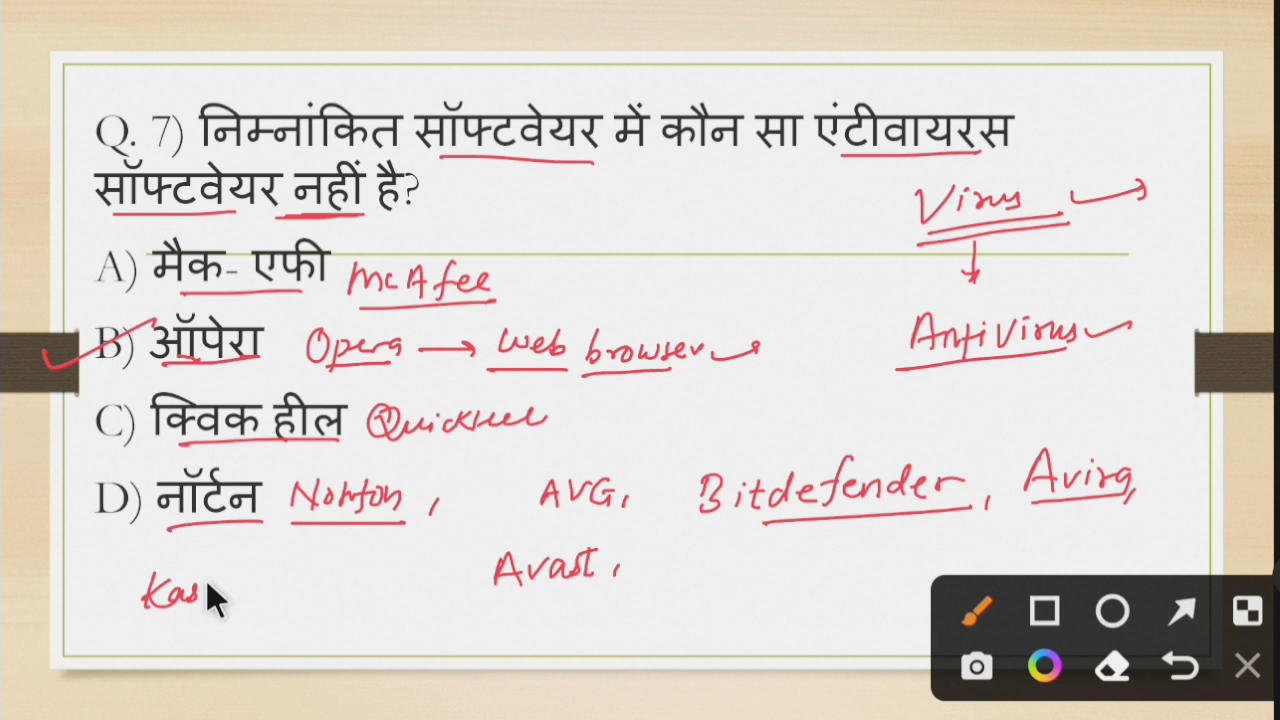 Q. 7) निम्नांकित सॉफ्टवेयर में कौन सा एंटीवायरस
सॉफ्टवेयर नहीं है?
Virus
A) मैक- एफी McAfee
B) ऑपेरा Opera → Web browser
AntiVirus
C) क्विक हील Quickheel
D) नॉर्टन Norton, AVG, Bitdefender, Avira,
Kas Avast,